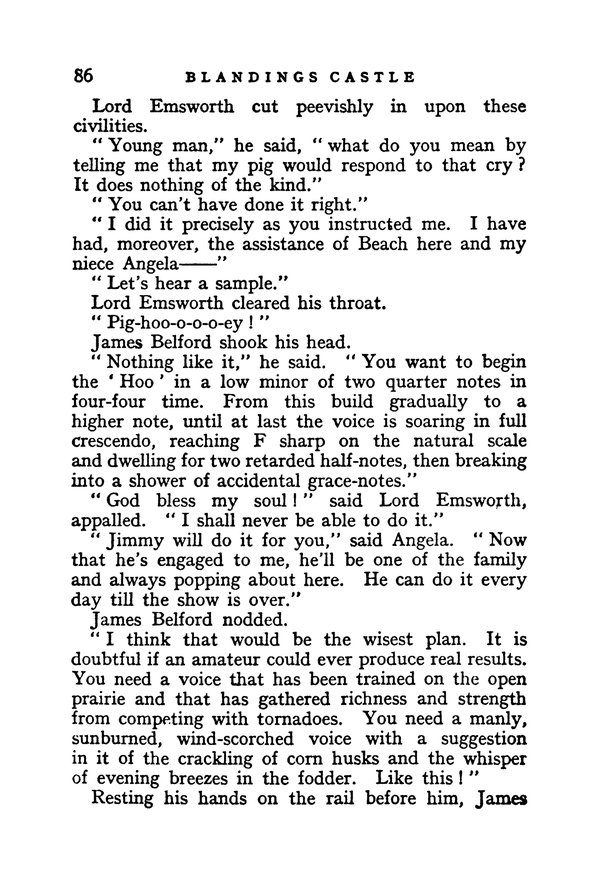 86 BLANDINGS CASTLE
Lord Emsworth cut peevishly in upon these
civilities.
" Young man," he said, " what do you mean by
telling me that my pig would respond to that cry ?
It does nothing of the kind."
" You can't have done it right."
" I did it precisely as you instructed me. I have
had, moreover, the assistance of Beach here and my
niece Angela——"
" Let's hear a sample."
Lord Emsworth cleared his throat.
" Pig-hoo-o-o-o-ey ! "
James Belford shook his head.
" Nothing like it," he said. " You want to begin
the ' Hoo ' in a low minor of two quarter notes in
four-four time. From this build gradually to a
higher note, until at last the voice is soaring in full
crescendo, reaching F sharp on the natural scale
and dwelling for two retarded half-notes, then breaking
into a shower of accidental grace-notes."
" God bless my soul ! " said Lord Emsworth,
appalled. " I shall never be able to do it."
" Jimmy will do it for you," said Angela. " Now
that he's engaged to me, he'll be one of the family
and always popping about here. He can do it every
day till the show is over."
James Belford nodded.
" I think that would be the wisest plan. It is
doubtful if an amateur could ever produce real results.
You need a voice that has been trained on the open
prairie and that has gathered richness and strength
from competing with tornadoes. You need a manly,
sunburned, wind-scorched voice with a suggestion
in it of the crackling of corn husks and the whisper
of evening breezes in the fodder. Like this ! "
Resting his hands on the rail before him, James